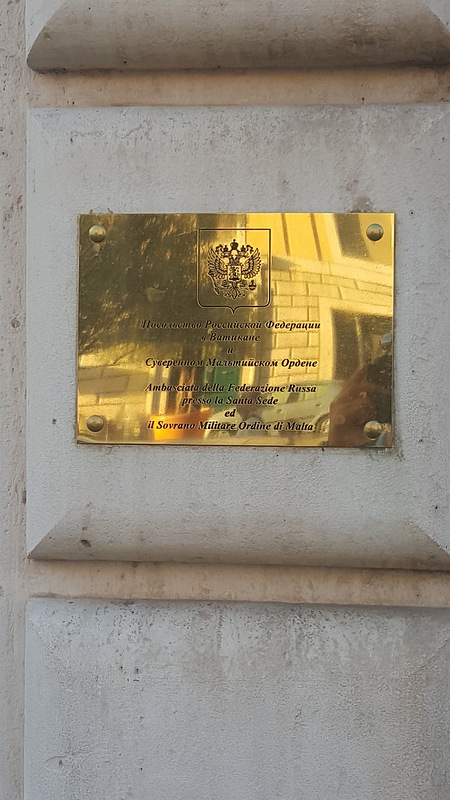 Посольство Российской Федерации
в Ватикане
и
Суверенном Мальтийском Ордене
Ambasciata della Federazione Russa
presso la Santa Sede
ed
il Sovrano Militare Ordine di Malta